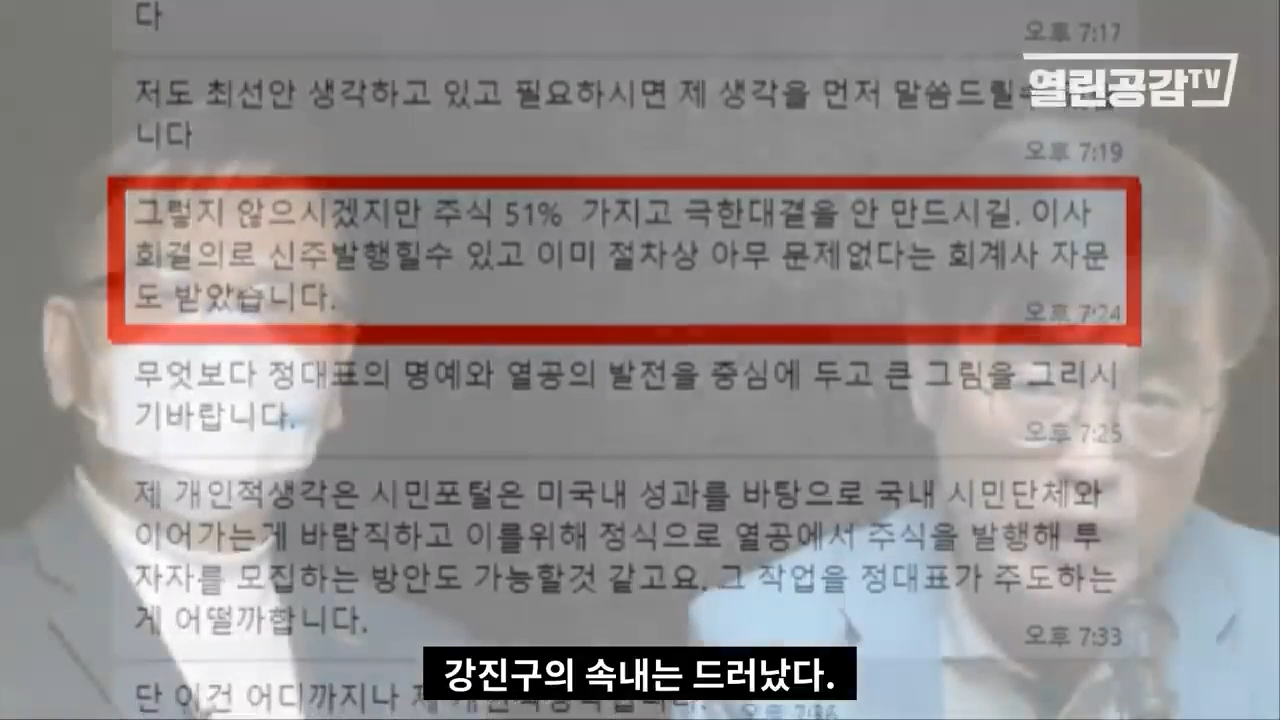 다
오후 7:17
열린공감TV
저도 최선안 생각하고 있고 필요하시면 제 생각을 먼저
니다
오후 7:19
그렇지 않으시겠지만 주식 51% 가지고 극한대결을 안 만드시길. 이사
회결의로 신주발행힐수 있고 이미 절차상 아무 문제없다는 회계사 자문
도 받았습니다.
오후 7:24
무엇보다 정대표의 명예와 열공의 발전을 중심에 두고 큰 그림을 그리시
기바랍니다.
오후 7:25
제 개인적생각은 시민포털은 미국내 성과를 바탕으로 국내 시민단체와
이어가는게 바람직하고 이를위해 정식으로 열공에서 주식을 발행해 투
자자를 모집하는 방안도 가능할것 같고요. 그 작업을 정대표가 주도하는
게 어떨까합니다.
오후 7:33
강진구의 속내는 드러났다.
단 이건 어디까지나 제